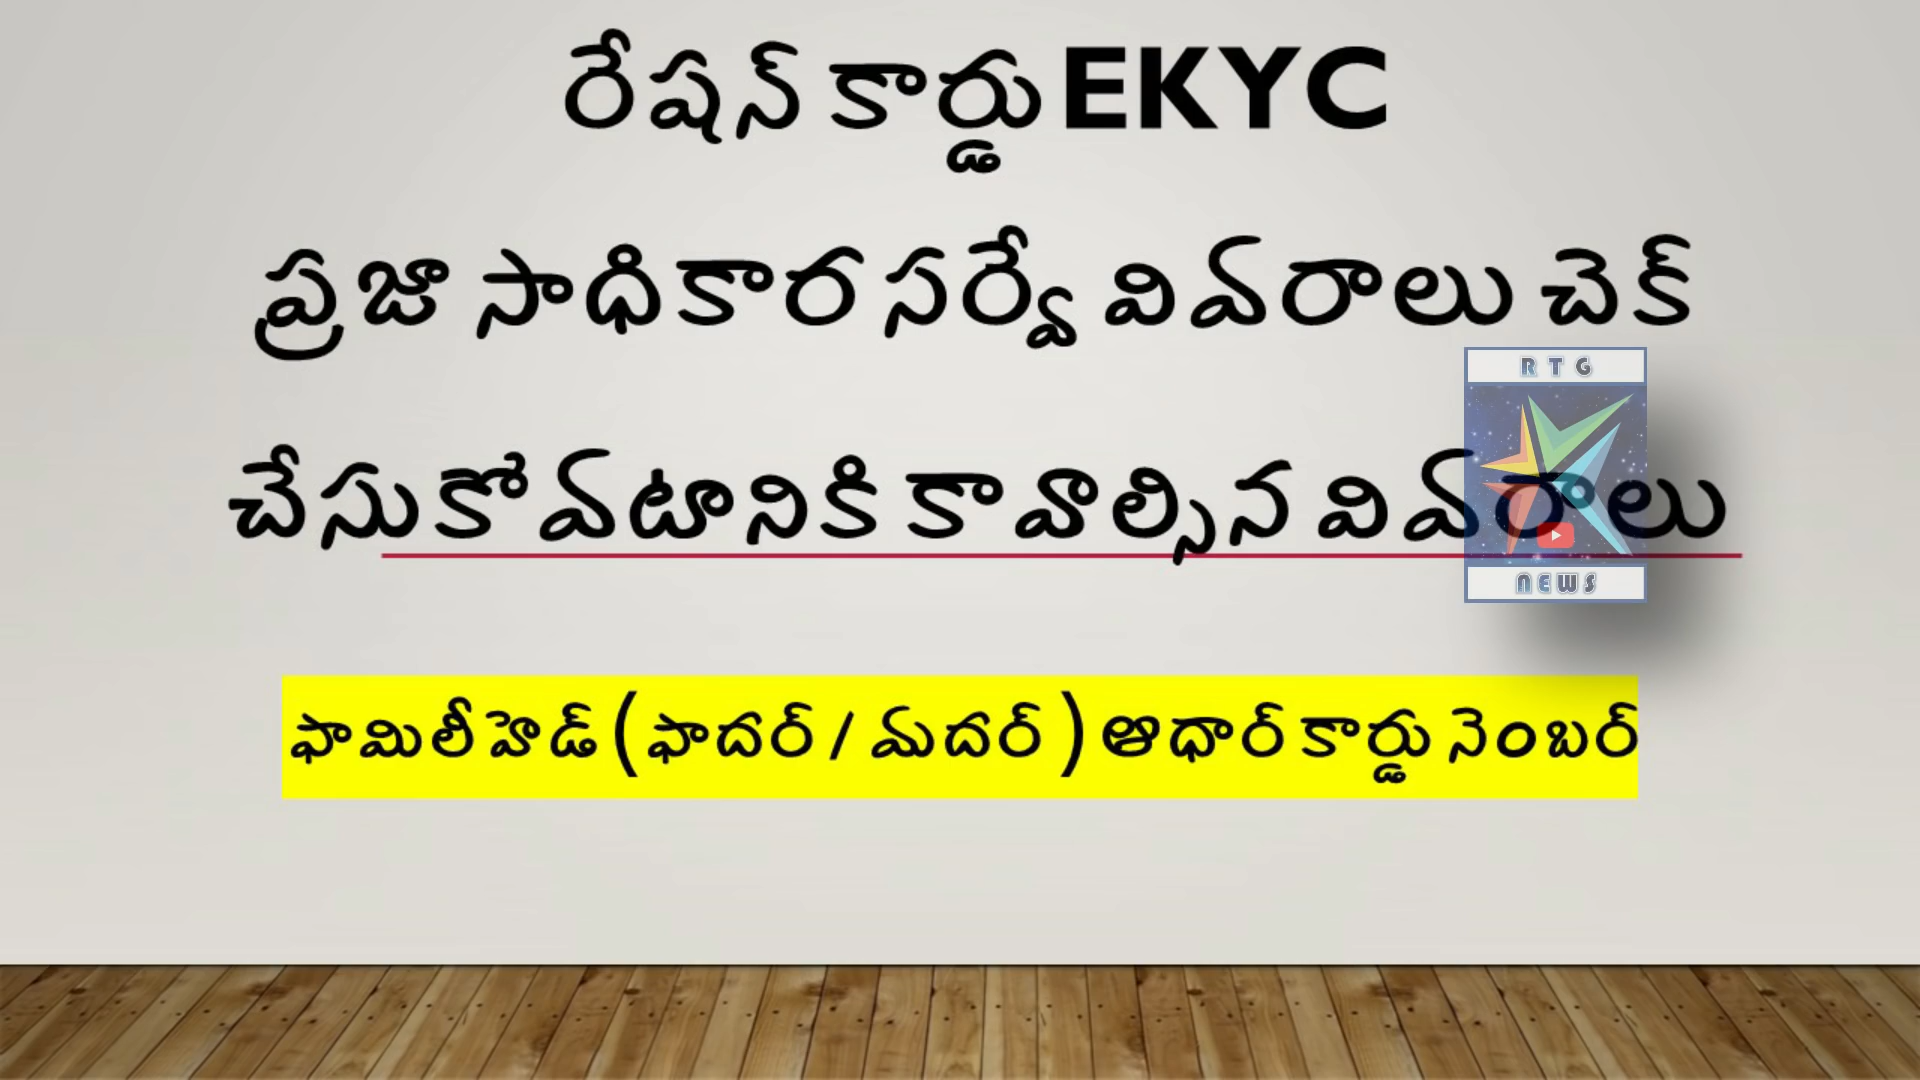 రేషన్ కార్డు EKYC
ప్రజా సాధికార సర్వే వివరాలు చెక్
చేసుకోవటానికి కావాల్సిన వివరాలు
RTG
NEWS
ఫామిలీ హెడ్ ( ఫాదర్ / మదర్ ) ఆధార్ కార్డు నెంబర్